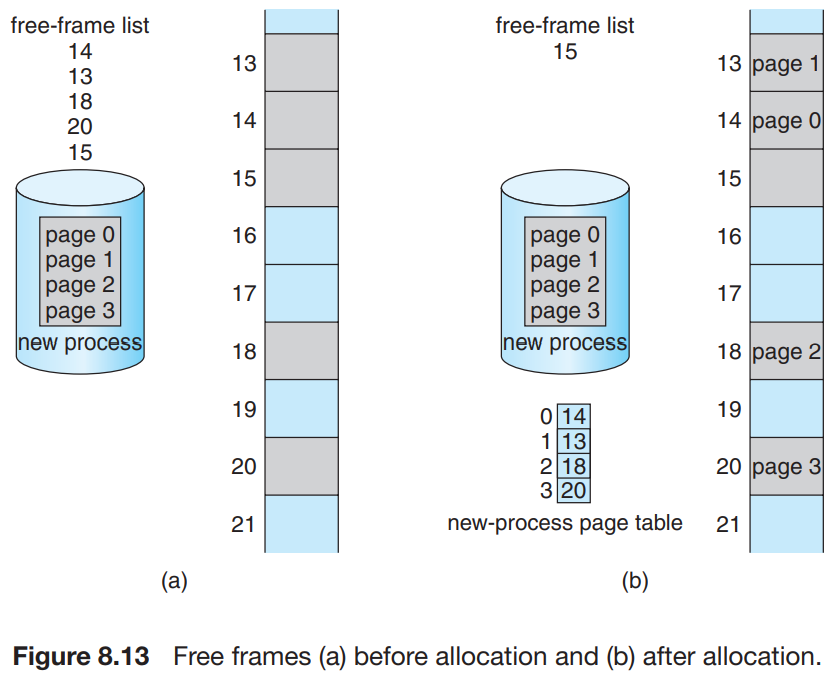 free-frame list
14
13
18
20
15
page 0
page 1
page 2
page 3
new process
13
14
15
16
17
18
19
20
21
(a)
free-frame list
15
page 0
page 1
page 2
page 3
new process
0 14
1 13
2 18
3 20
new-process page table
13 page 1
14 page 0
15
16
17
18 page 2
19
20 page 3
21
(b)
Figure 8.13 Free frames (a) before allocation and (b) after allocation.